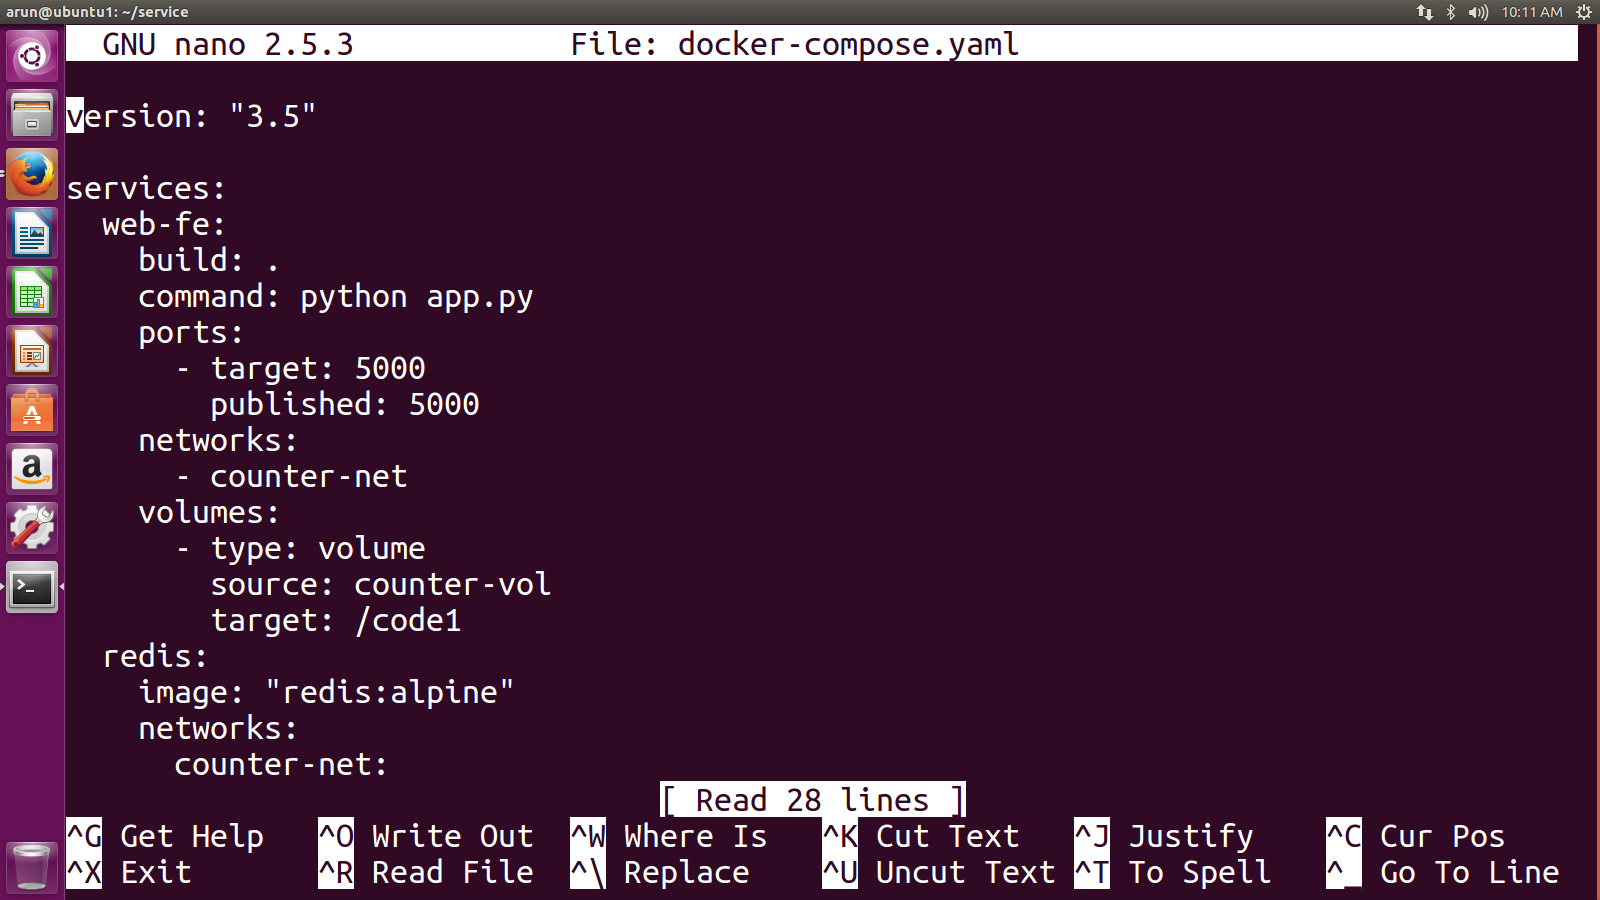 arun@ubuntu1: ~/service
10:11 AM
GNU nano 2.5.3 File: docker-compose.yaml
version: "3.5"
services:
  web-fe:
    build: .
    command: python app.py
    ports:
      - target: 5000
        published: 5000
    networks:
      - counter-net
    volumes:
      - type: volume
        source: counter-vol
        target: /code1
  redis:
    image: "redis:alpine"
    networks:
      counter-net:
[ Read 28 lines ]
^G Get Help ^O Write Out ^W Where Is ^K Cut Text ^J Justify ^C Cur Pos
^X Exit ^R Read File ^\ Replace ^U Uncut Text ^T To Spell ^_ Go To Line